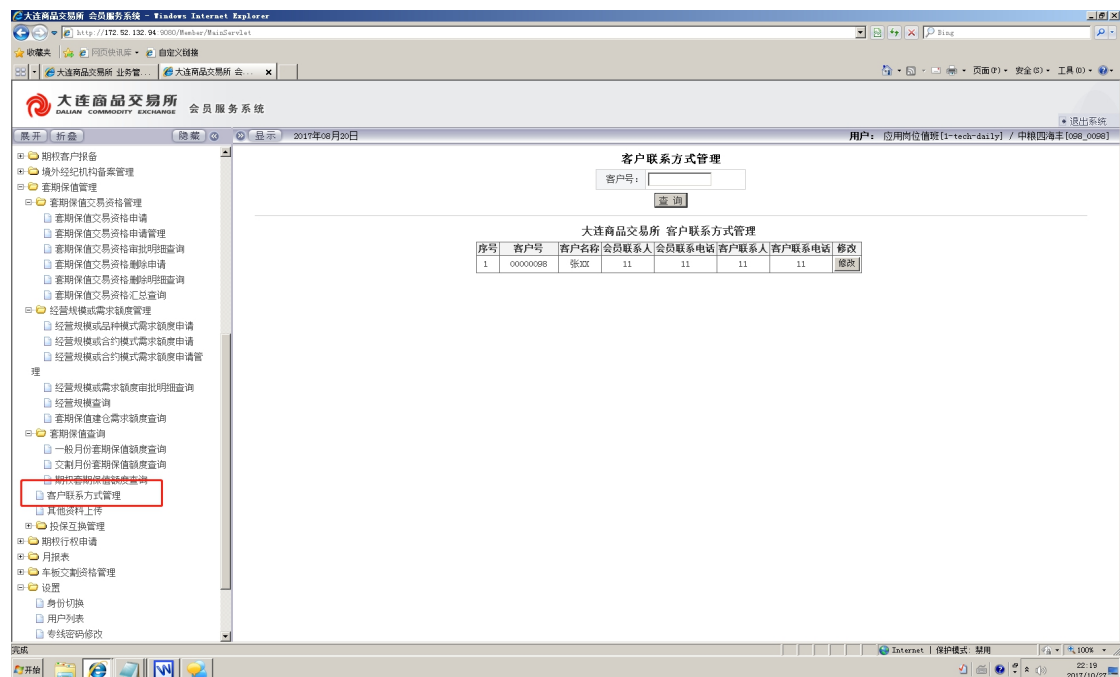 大连商品交易所 会员服务系统 - Windows Internet Explorer
http://172.52.132.94:9080/Member/MainServlet
Bing
收藏夹 网页快讯库 自定义链接
大连商品交易所 业务管... 大连商品交易所 会... 页面(P) 安全(S) 工具(O)
大连商品交易所 会员服务系统
DALIAN COMMODITY EXCHANGE
退出系统
展开 折叠 隐藏 显示 2017年08月20日 用户: 应用岗位值班[1-tech-daily] / 中粮四海丰[098_0098]
期权客户报备
境外经纪机构备案管理
套期保值管理
套期保值交易资格管理
套期保值交易资格申请
套期保值交易资格申请管理
套期保值交易资格审批明细查询
套期保值交易资格删除申请
套期保值交易资格删除明细查询
套期保值交易资格汇总查询
经营规模或需求额度管理
经营规模或品种模式需求额度申请
经营规模或合约模式需求额度申请
经营规模或合约模式需求额度申请管
理
经营规模或需求额度审批明细查询
经营规模查询
套期保值建仓需求额度查询
套期保值查询
一般月份套期保值额度查询
交割月份套期保值额度查询
期权套期保值额度查询
客户联系方式管理
其他资料上传
投保互换管理
期权行权申请
月报表
车板交割资格管理
设置
身份切换
用户列表
专线密码修改
客户联系方式管理
客户号:
查 询
大连商品交易所 客户联系方式管理
序号 客户号 客户名称 会员联系人 会员联系电话 客户联系人 客户联系电话 修改
1 00000098 张XX 11 11 11 11 修改
完成 Internet | 保护模式: 禁用 100%
开始 22:19
2017/10/27